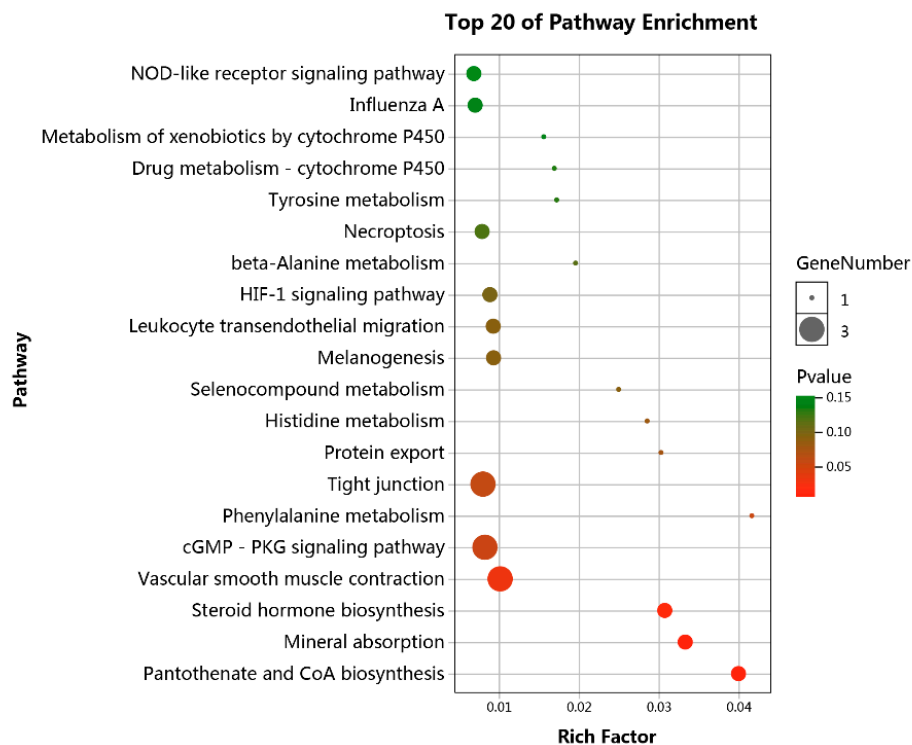 Top 20 of Pathway Enrichment
NOD-like receptor signaling pathway
Influenza A
Metabolism of xenobiotics by cytochrome P450
Drug metabolism - cytochrome P450
Tyrosine metabolism
Necroptosis
beta-Alanine metabolism
HIF-1 signaling pathway
Leukocyte transendothelial migration
Melanogenesis
Selenocompound metabolism
Histidine metabolism
Protein export
Tight junction
Phenylalanine metabolism
cGMP - PKG signaling pathway
Vascular smooth muscle contraction
Steroid hormone biosynthesis
Mineral absorption
Pantothenate and CoA biosynthesis
Pathway
0.01 0.02 0.03 0.04
Rich Factor
GeneNumber
1
3
Pvalue
0.15
0.10
0.05